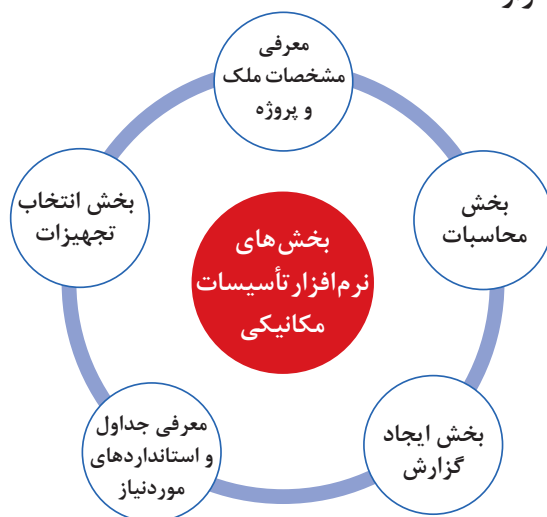 معرفی
مشخصات ملک
و پروژه
بخش
محاسبات
بخش ایجاد
گزارش
معرفی جداول
و استانداردهای
موردنیاز
بخش انتخاب
تجهیزات
بخش‌های
نرم‌افزار تأسیسات
مکانیکی